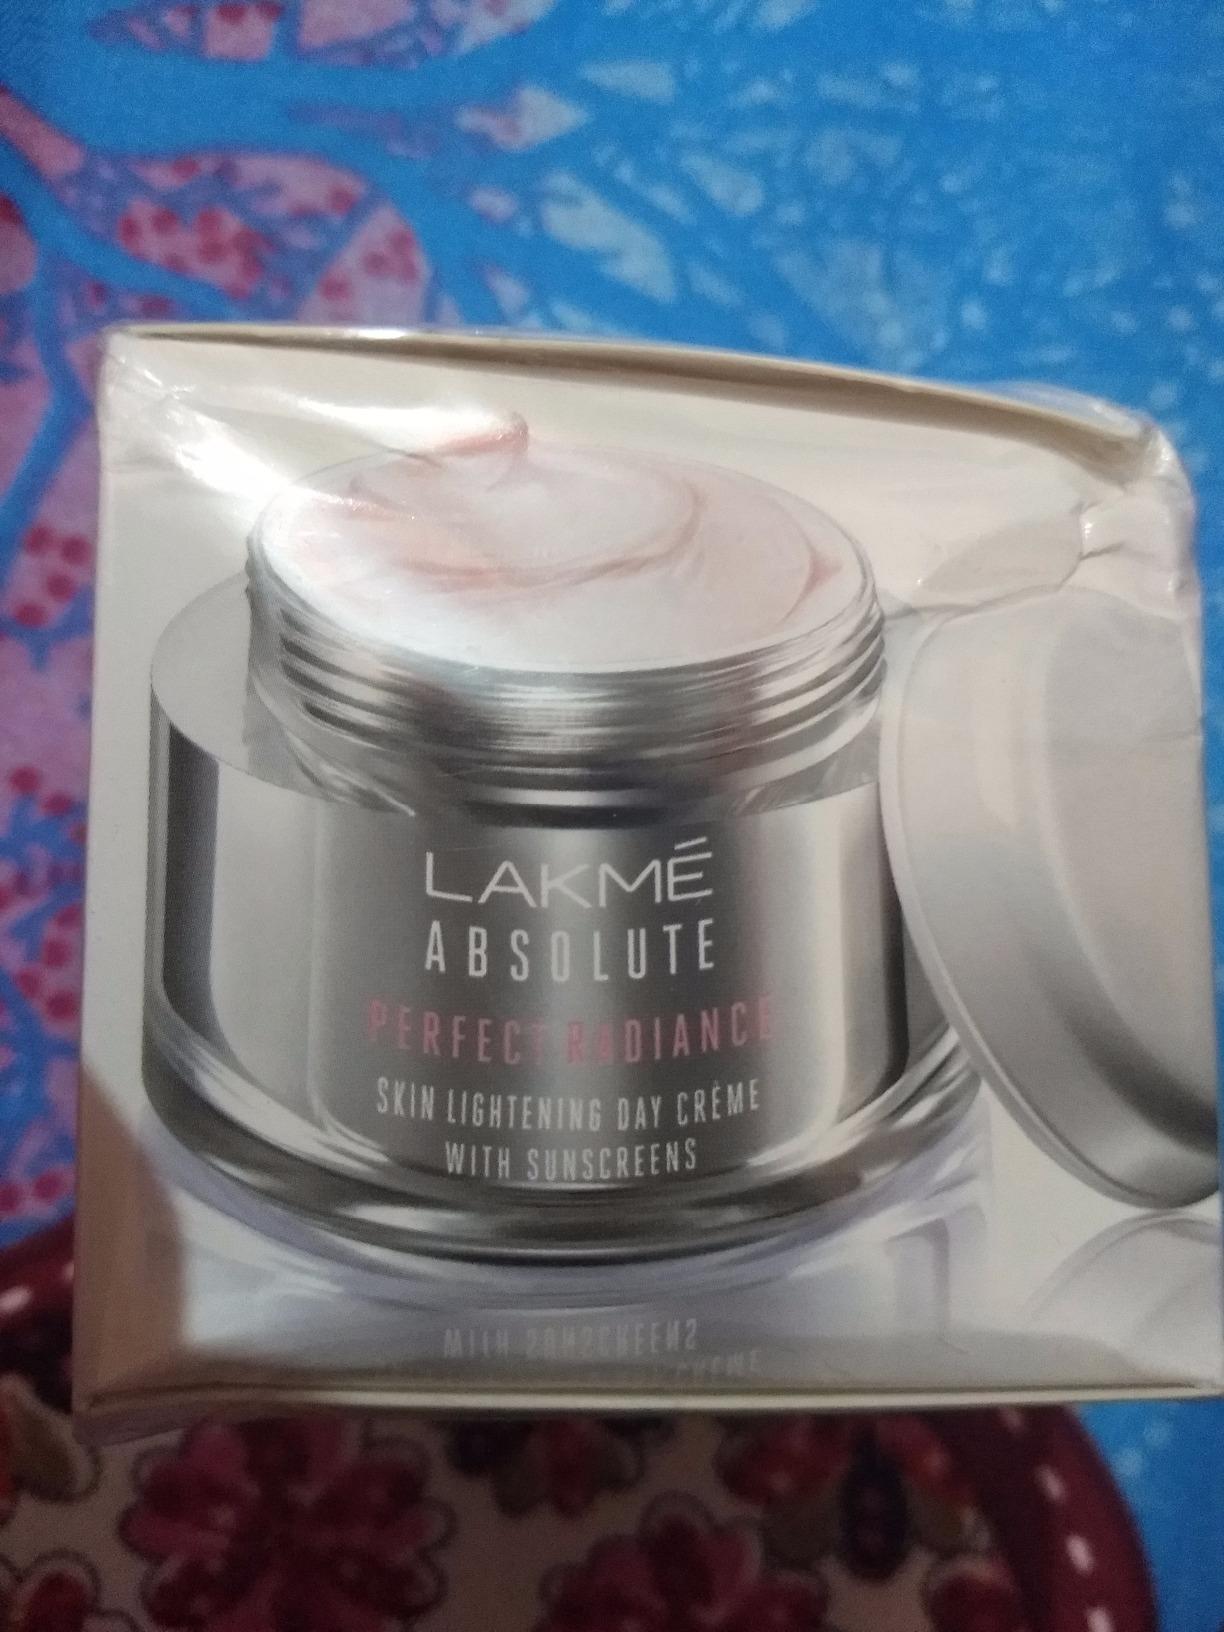 LAKMÉ
ABSOLUTE
PERFECT RADIANCE
SKIN LIGHTENING DAY CRÈME
WITH SUNSCREENS